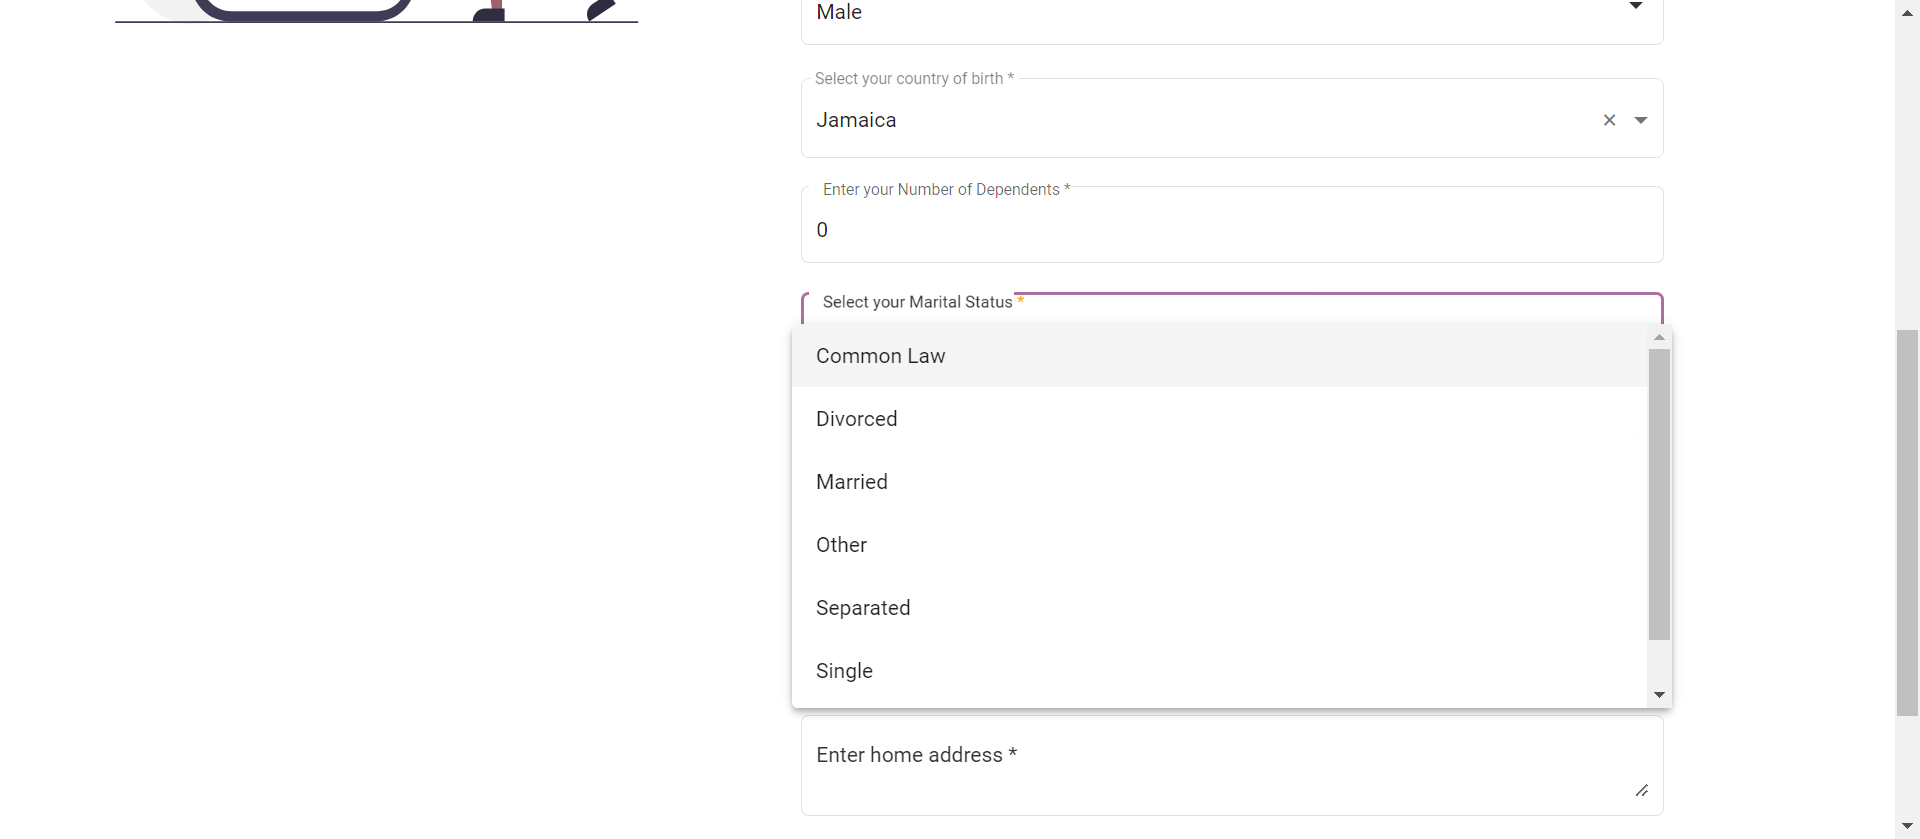 Male
Select your country of birth *
Jamaica
Enter your Number of Dependents *
0
Select your Marital Status *
Common Law
Divorced
Married
Other
Separated
Single
Enter home address *